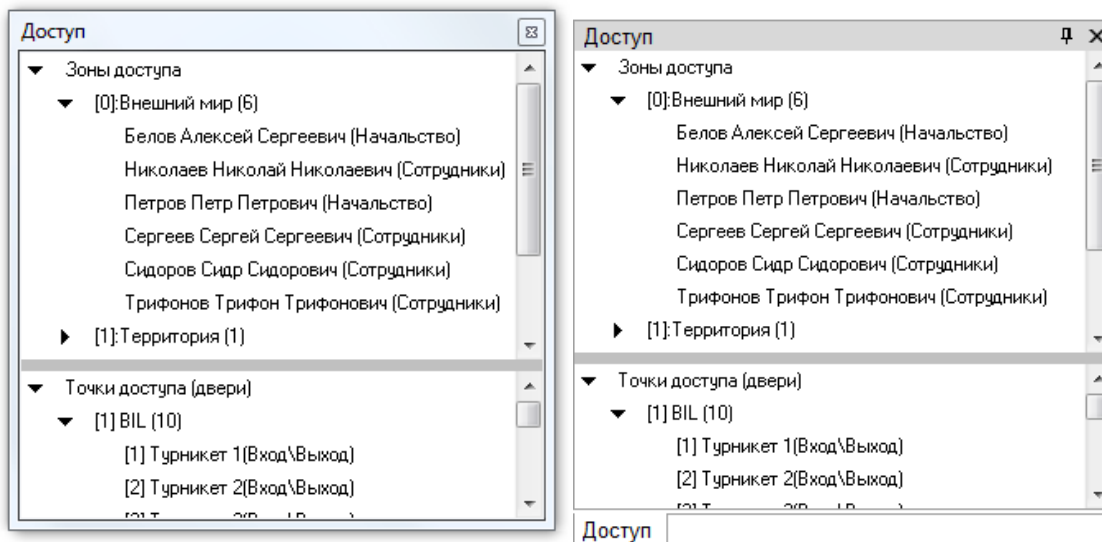 Доступ
Зоны доступа
[0]:Внешний мир (6)
Белов Алексей Сергеевич (Начальство)
Николаев Николай Николаевич (Сотрудники)
Петров Петр Петрович (Начальство)
Сергеев Сергей Сергеевич (Сотрудники)
Сидоров Сидр Сидорович (Сотрудники)
Трифонов Трифон Трифонович (Сотрудники)
[1]:Территория (1)
Точки доступа (двери)
[1] BIL (10)
[1] Турникет 1(Вход\Выход)
[2] Турникет 2(Вход\Выход)
Доступ
Зоны доступа
[0]:Внешний мир (6)
Белов Алексей Сергеевич (Начальство)
Николаев Николай Николаевич (Сотрудники)
Петров Петр Петрович (Начальство)
Сергеев Сергей Сергеевич (Сотрудники)
Сидоров Сидр Сидорович (Сотрудники)
Трифонов Трифон Трифонович (Сотрудники)
[1]:Территория (1)
Точки доступа (двери)
[1] BIL (10)
[1] Турникет 1(Вход\Выход)
[2] Турникет 2(Вход\Выход)
Доступ